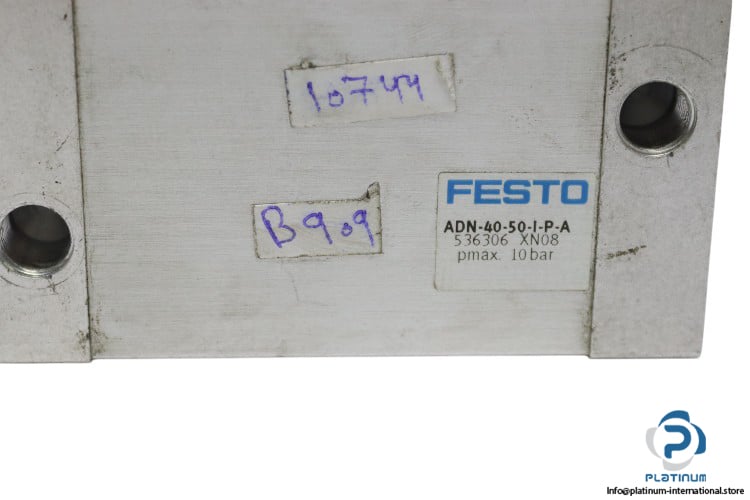 10744
B909
FESTO
ADN-40-50-I-P-A
536306 XN08
pmax. 10bar
PLATINUM
Info@platinum-international.store